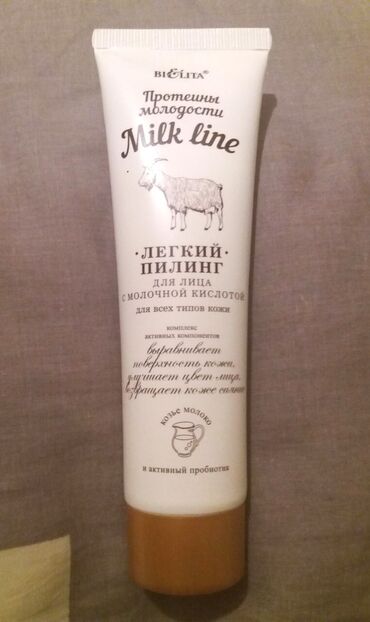 BIELITA®
Протеины
молодости
Milk line
• ЛЕГКИЙ •
ПИЛИНГ
ДЛЯ ЛИЦА
С МОЛОЧНОЙ КИСЛОТОЙ
ДЛЯ ВСЕХ ТИПОВ КОЖИ
КОМПЛЕКС
АКТИВНЫХ КОМПОНЕНТОВ
выравнивает
поверхность кожи,
улучшает цвет лица,
возвращает коже сияние
КОЗЬЕ МОЛОКО
и активный пробиотик